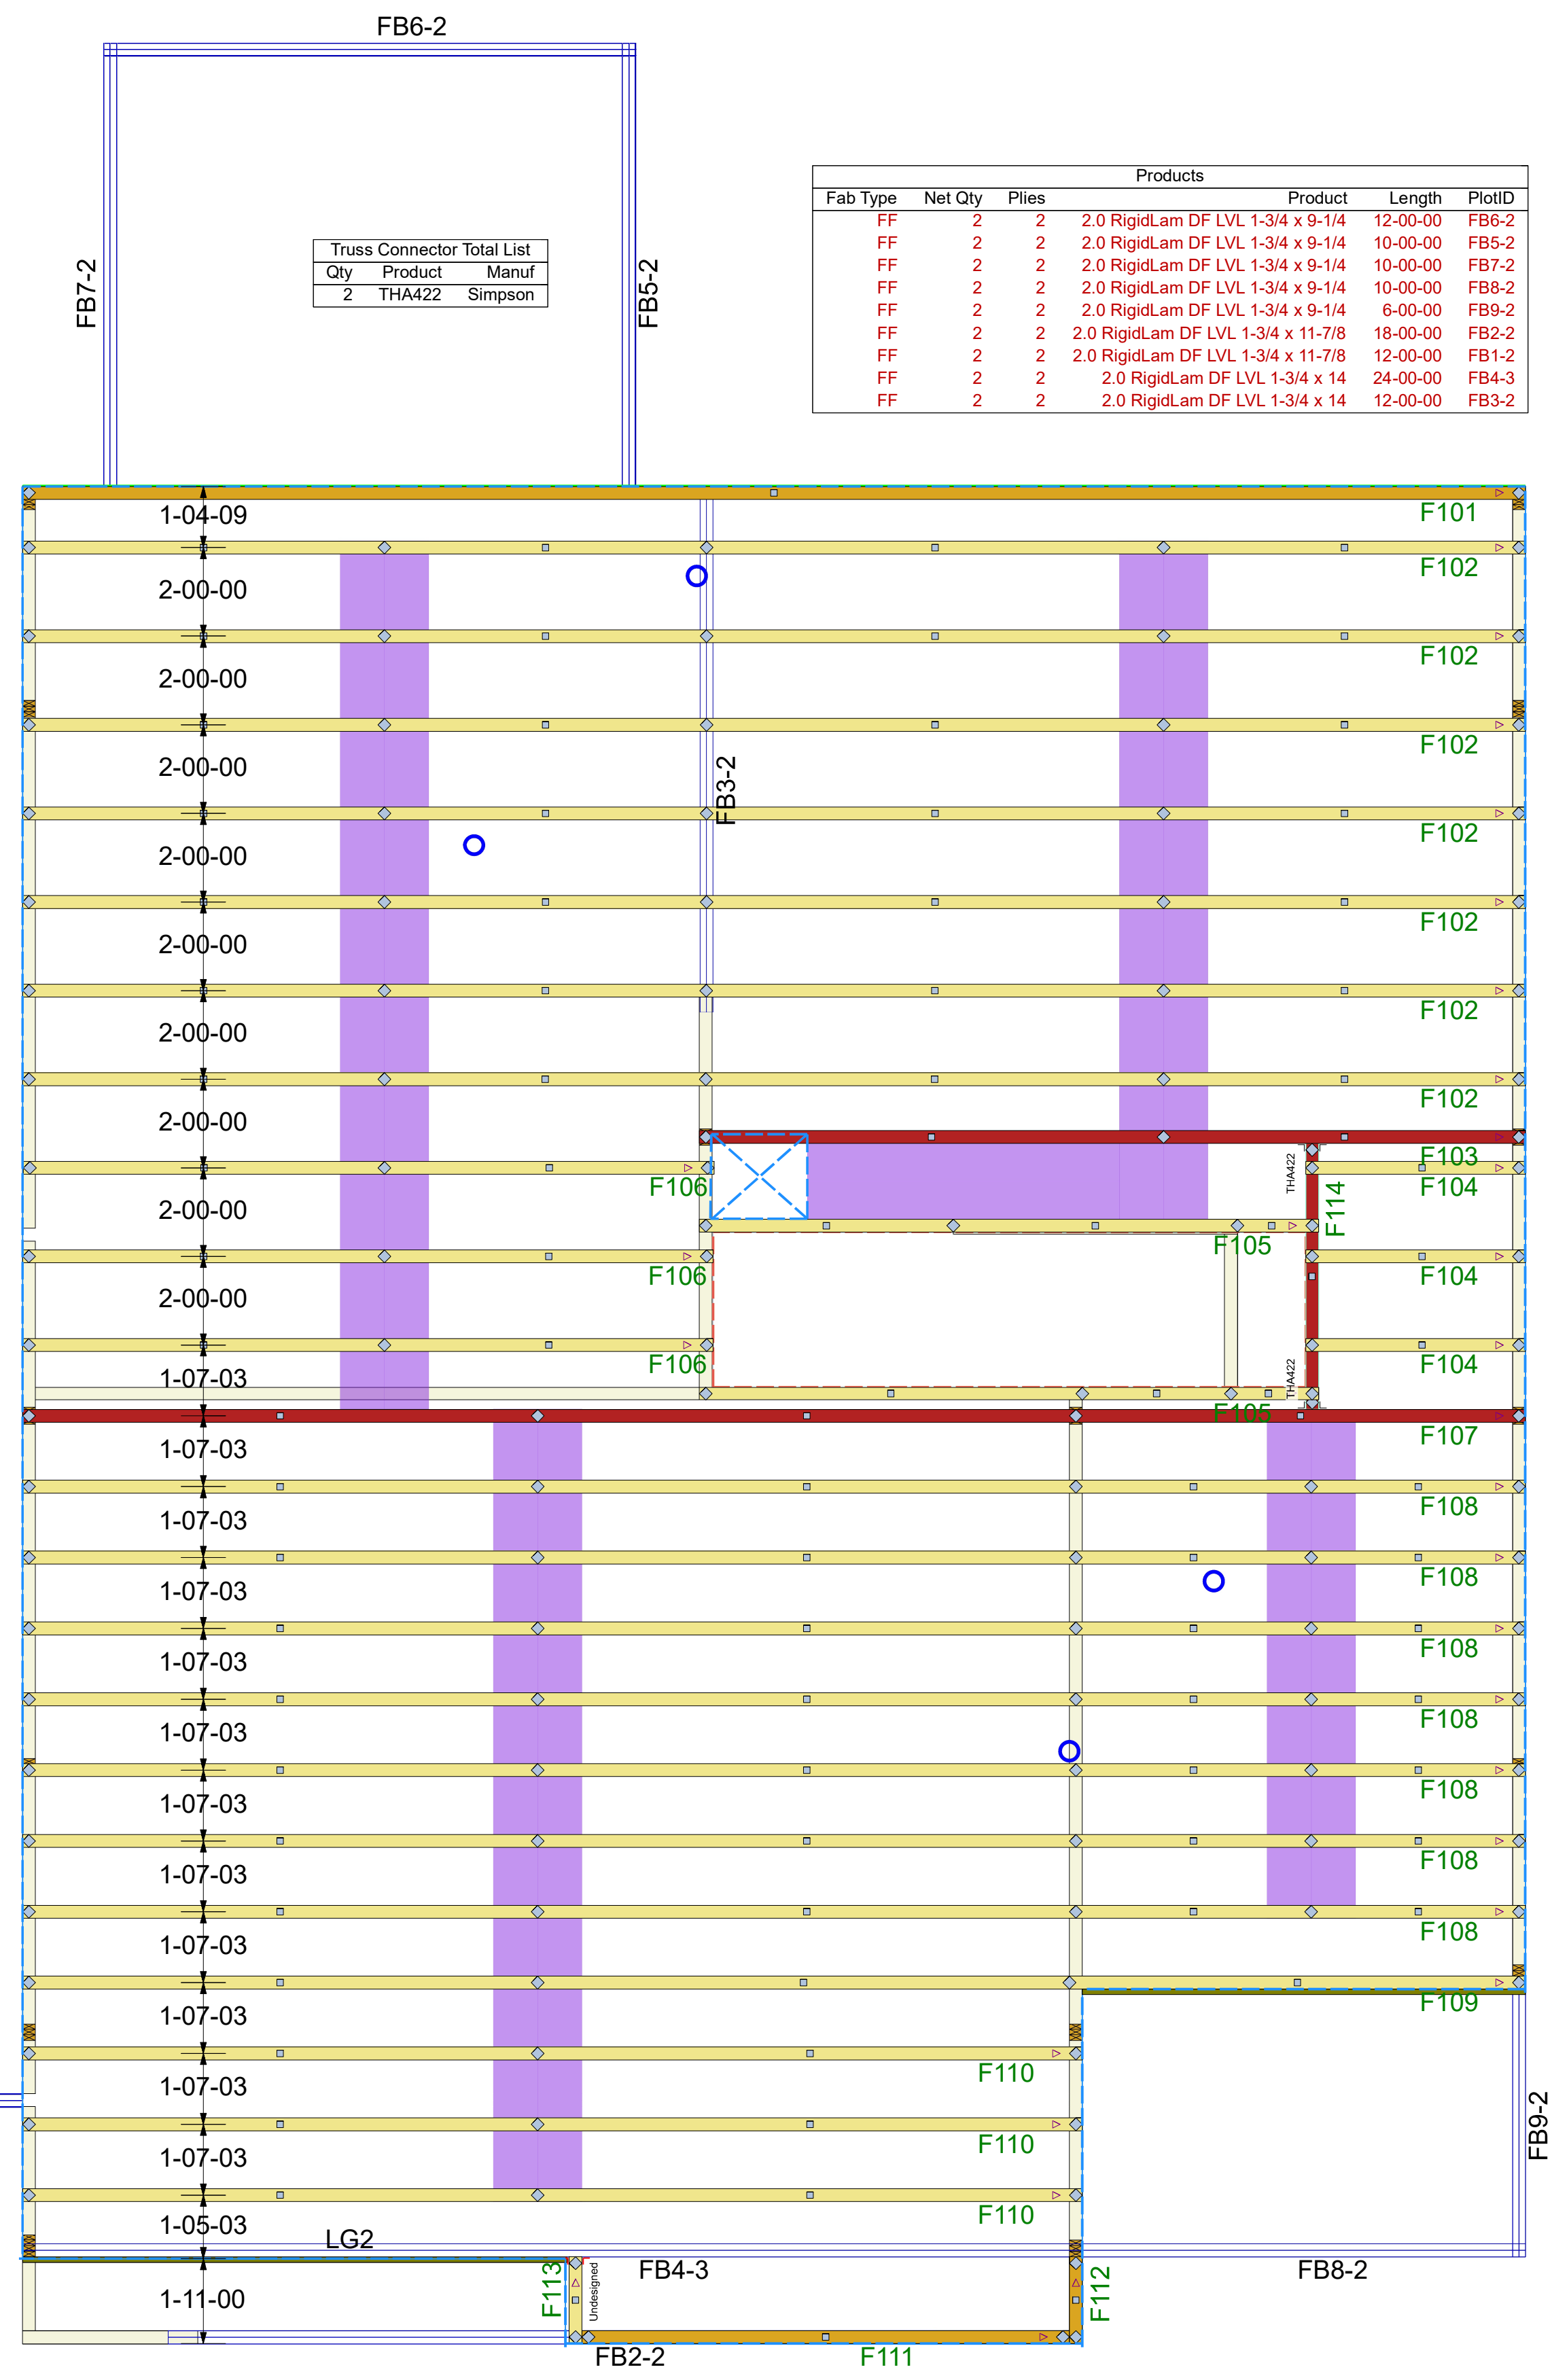 FB6-2
FB7-2
FB5-2
Truss Connector Total List
Qty Product Manuf
2 THA422 Simpson
Products
Fab Type Net Qty Plies Product Length PlotID
FF 2 2 2.0 RigidLam DF LVL 1-3/4 x 9-1/4 12-00-00 FB6-2
FF 2 2 2.0 RigidLam DF LVL 1-3/4 x 9-1/4 10-00-00 FB5-2
FF 2 2 2.0 RigidLam DF LVL 1-3/4 x 9-1/4 10-00-00 FB7-2
FF 2 2 2.0 RigidLam DF LVL 1-3/4 x 9-1/4 10-00-00 FB8-2
FF 2 2 2.0 RigidLam DF LVL 1-3/4 x 9-1/4 6-00-00 FB9-2
FF 2 2 2.0 RigidLam DF LVL 1-3/4 x 11-7/8 18-00-00 FB2-2
FF 2 2 2.0 RigidLam DF LVL 1-3/4 x 11-7/8 12-00-00 FB1-2
FF 2 2 2.0 RigidLam DF LVL 1-3/4 x 14 24-00-00 FB4-3
FF 2 2 2.0 RigidLam DF LVL 1-3/4 x 14 12-00-00 FB3-2
1-04-09
F101
F102
2-00-00
F102
2-00-00
F102
2-00-00
FB3-2
F102
2-00-00
F102
2-00-00
F102
2-00-00
F102
2-00-00
F103
THA422
F106
F104
F114
2-00-00
F105
F106
F104
2-00-00
F106
F104
1-07-03
THA422
F105
F107
1-07-03
F108
1-07-03
F108
1-07-03
F108
1-07-03
F108
1-07-03
F108
1-07-03
F108
1-07-03
F108
1-07-03
F109
1-07-03
F110
1-07-03
F110
1-07-03
FB9-2
F110
1-05-03
LG2
FB4-3
FB8-2
F113
Undesigned
F112
1-11-00
FB2-2
F111